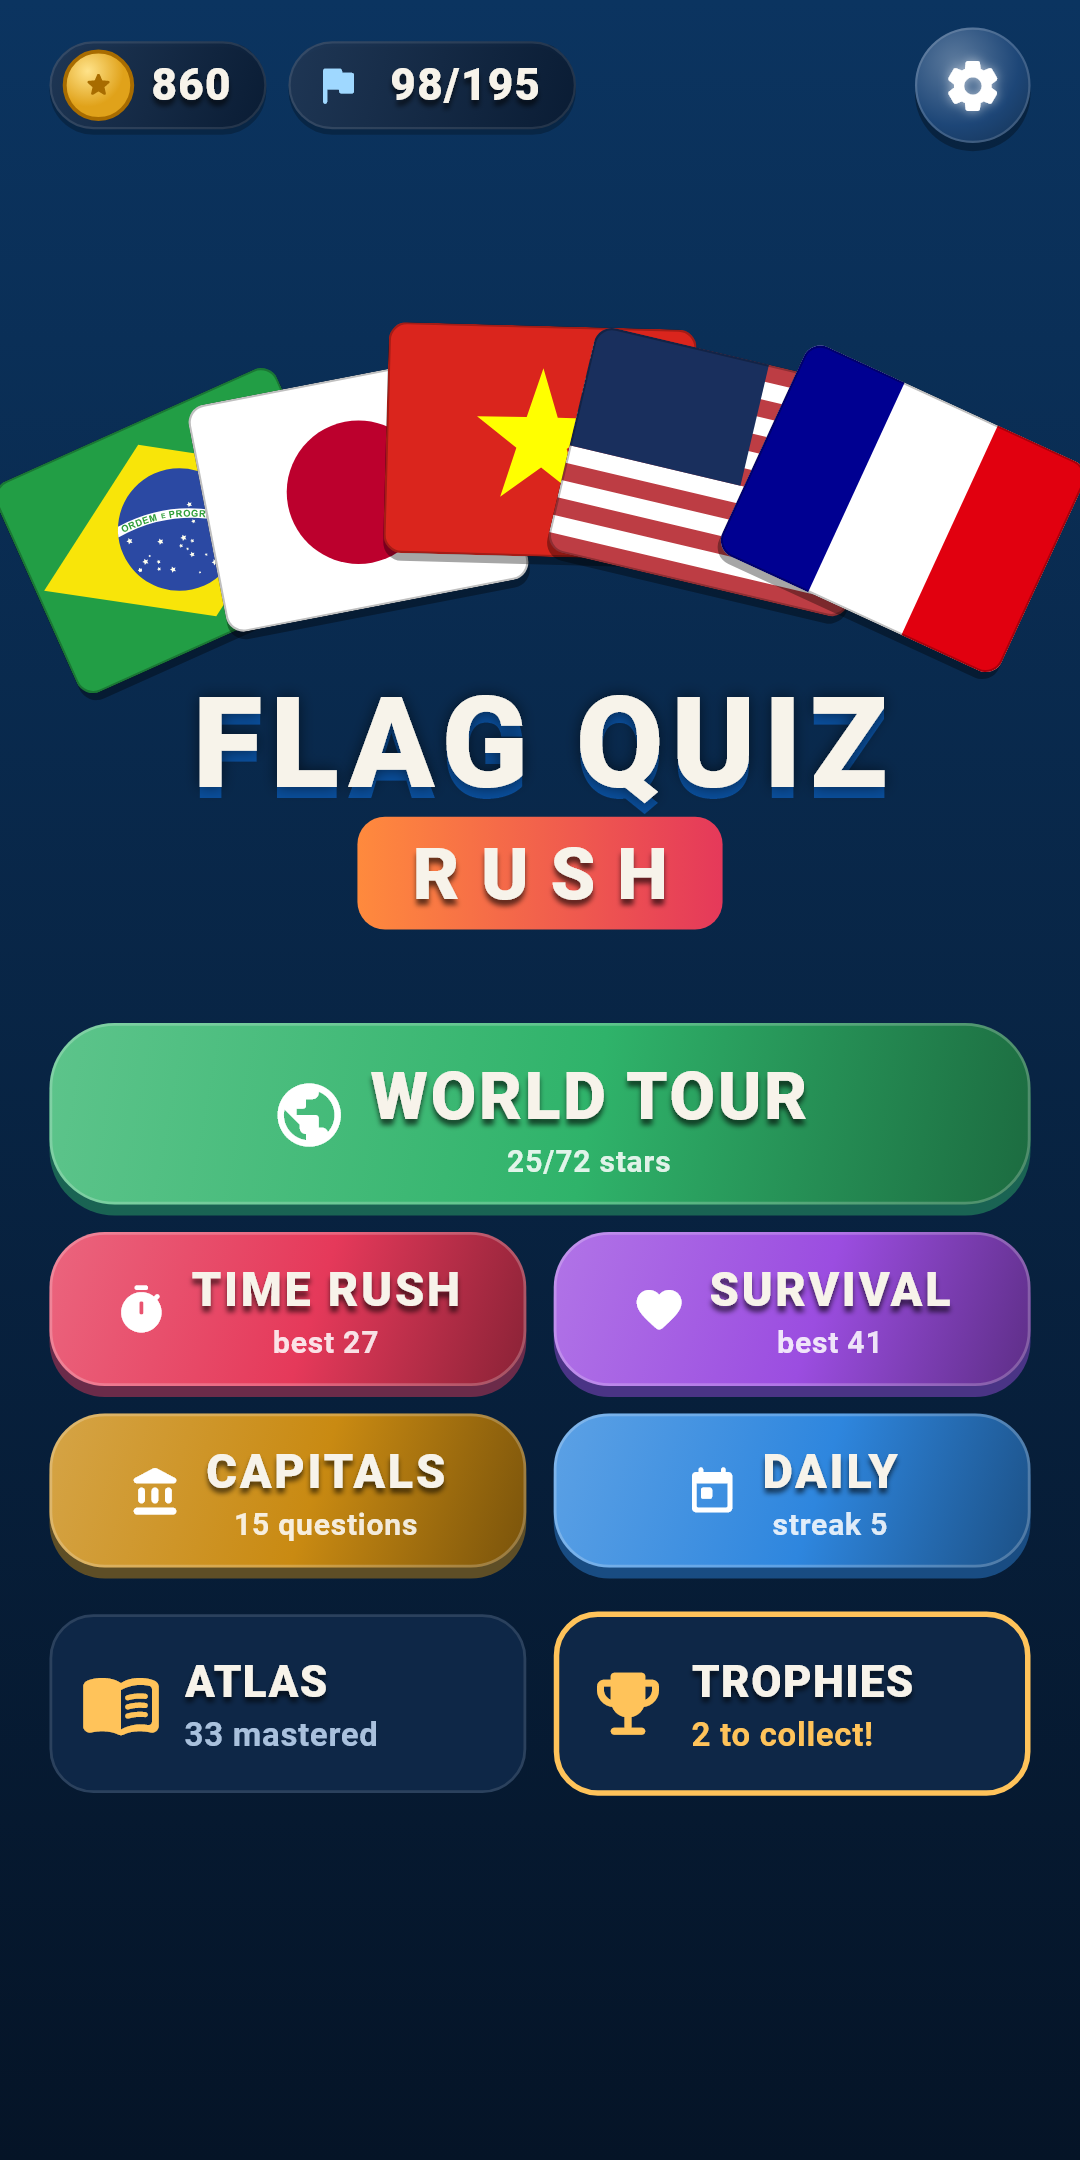 860
98/195
ORDEM E PROGR
FLAG QUIZ
RUSH
WORLD TOUR
25/72 stars
TIME RUSH
best 27
SURVIVAL
best 41
CAPITALS
15 questions
DAILY
streak 5
ATLAS
33 mastered
TROPHIES
2 to collect!